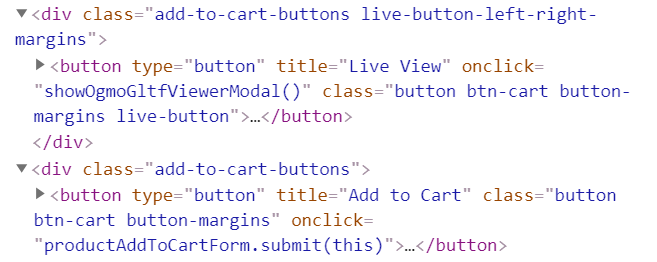 ▼<div class="add-to-cart-buttons live-button-left-right-
margins">
▶<button type="button" title="Live View" onclick=
"showOgmoGltfViewerModal()" class="button btn-cart button-
margins live-button">…</button>
</div>
▼<div class="add-to-cart-buttons">
▶<button type="button" title="Add to Cart" class="button
btn-cart button-margins" onclick=
"productAddToCartForm.submit(this)">…</button>